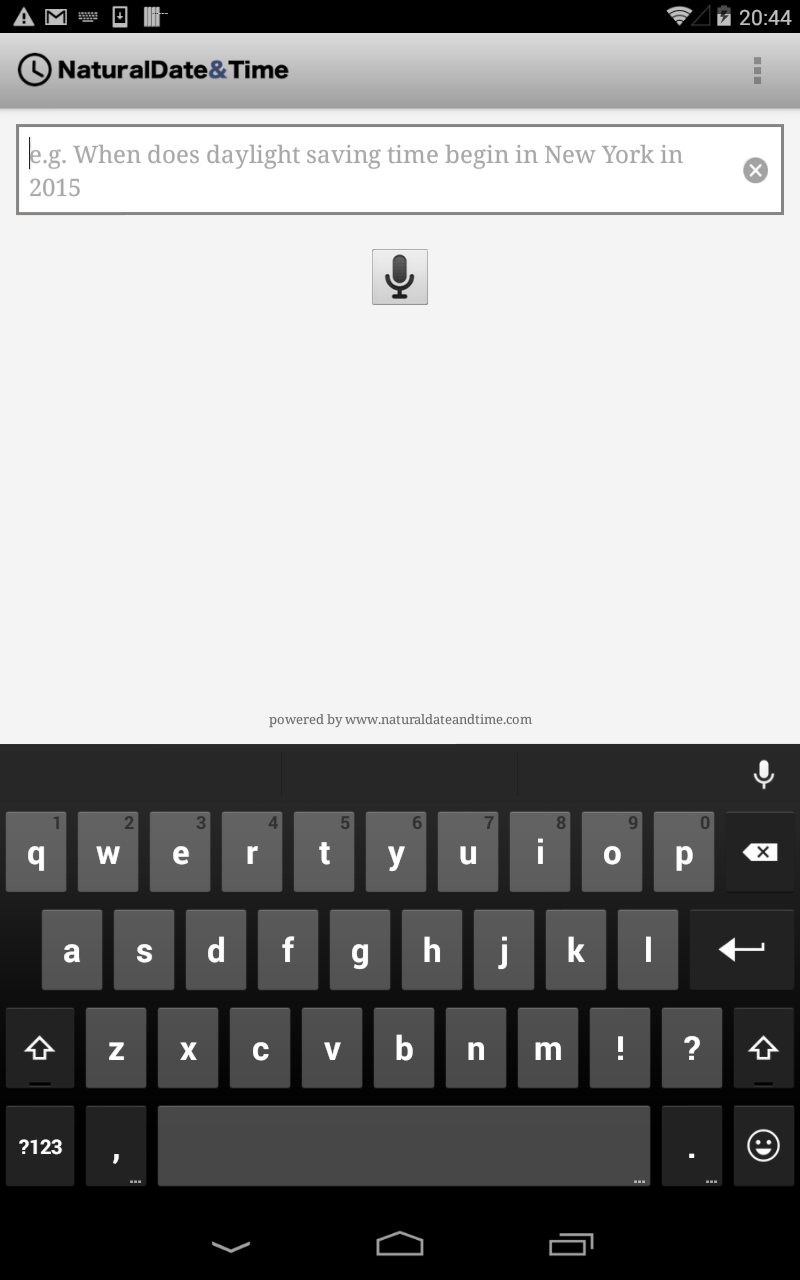 20:44
NaturalDate&Time
e.g. When does daylight saving time begin in New York in
2015
powered by www.naturaldateandtime.com
1 2 3 4 5 6 7 8 9 0
q w e r t y u i o p
a s d f g h j k l
z x c v b n m ! ?
?123 , ... ... . ...